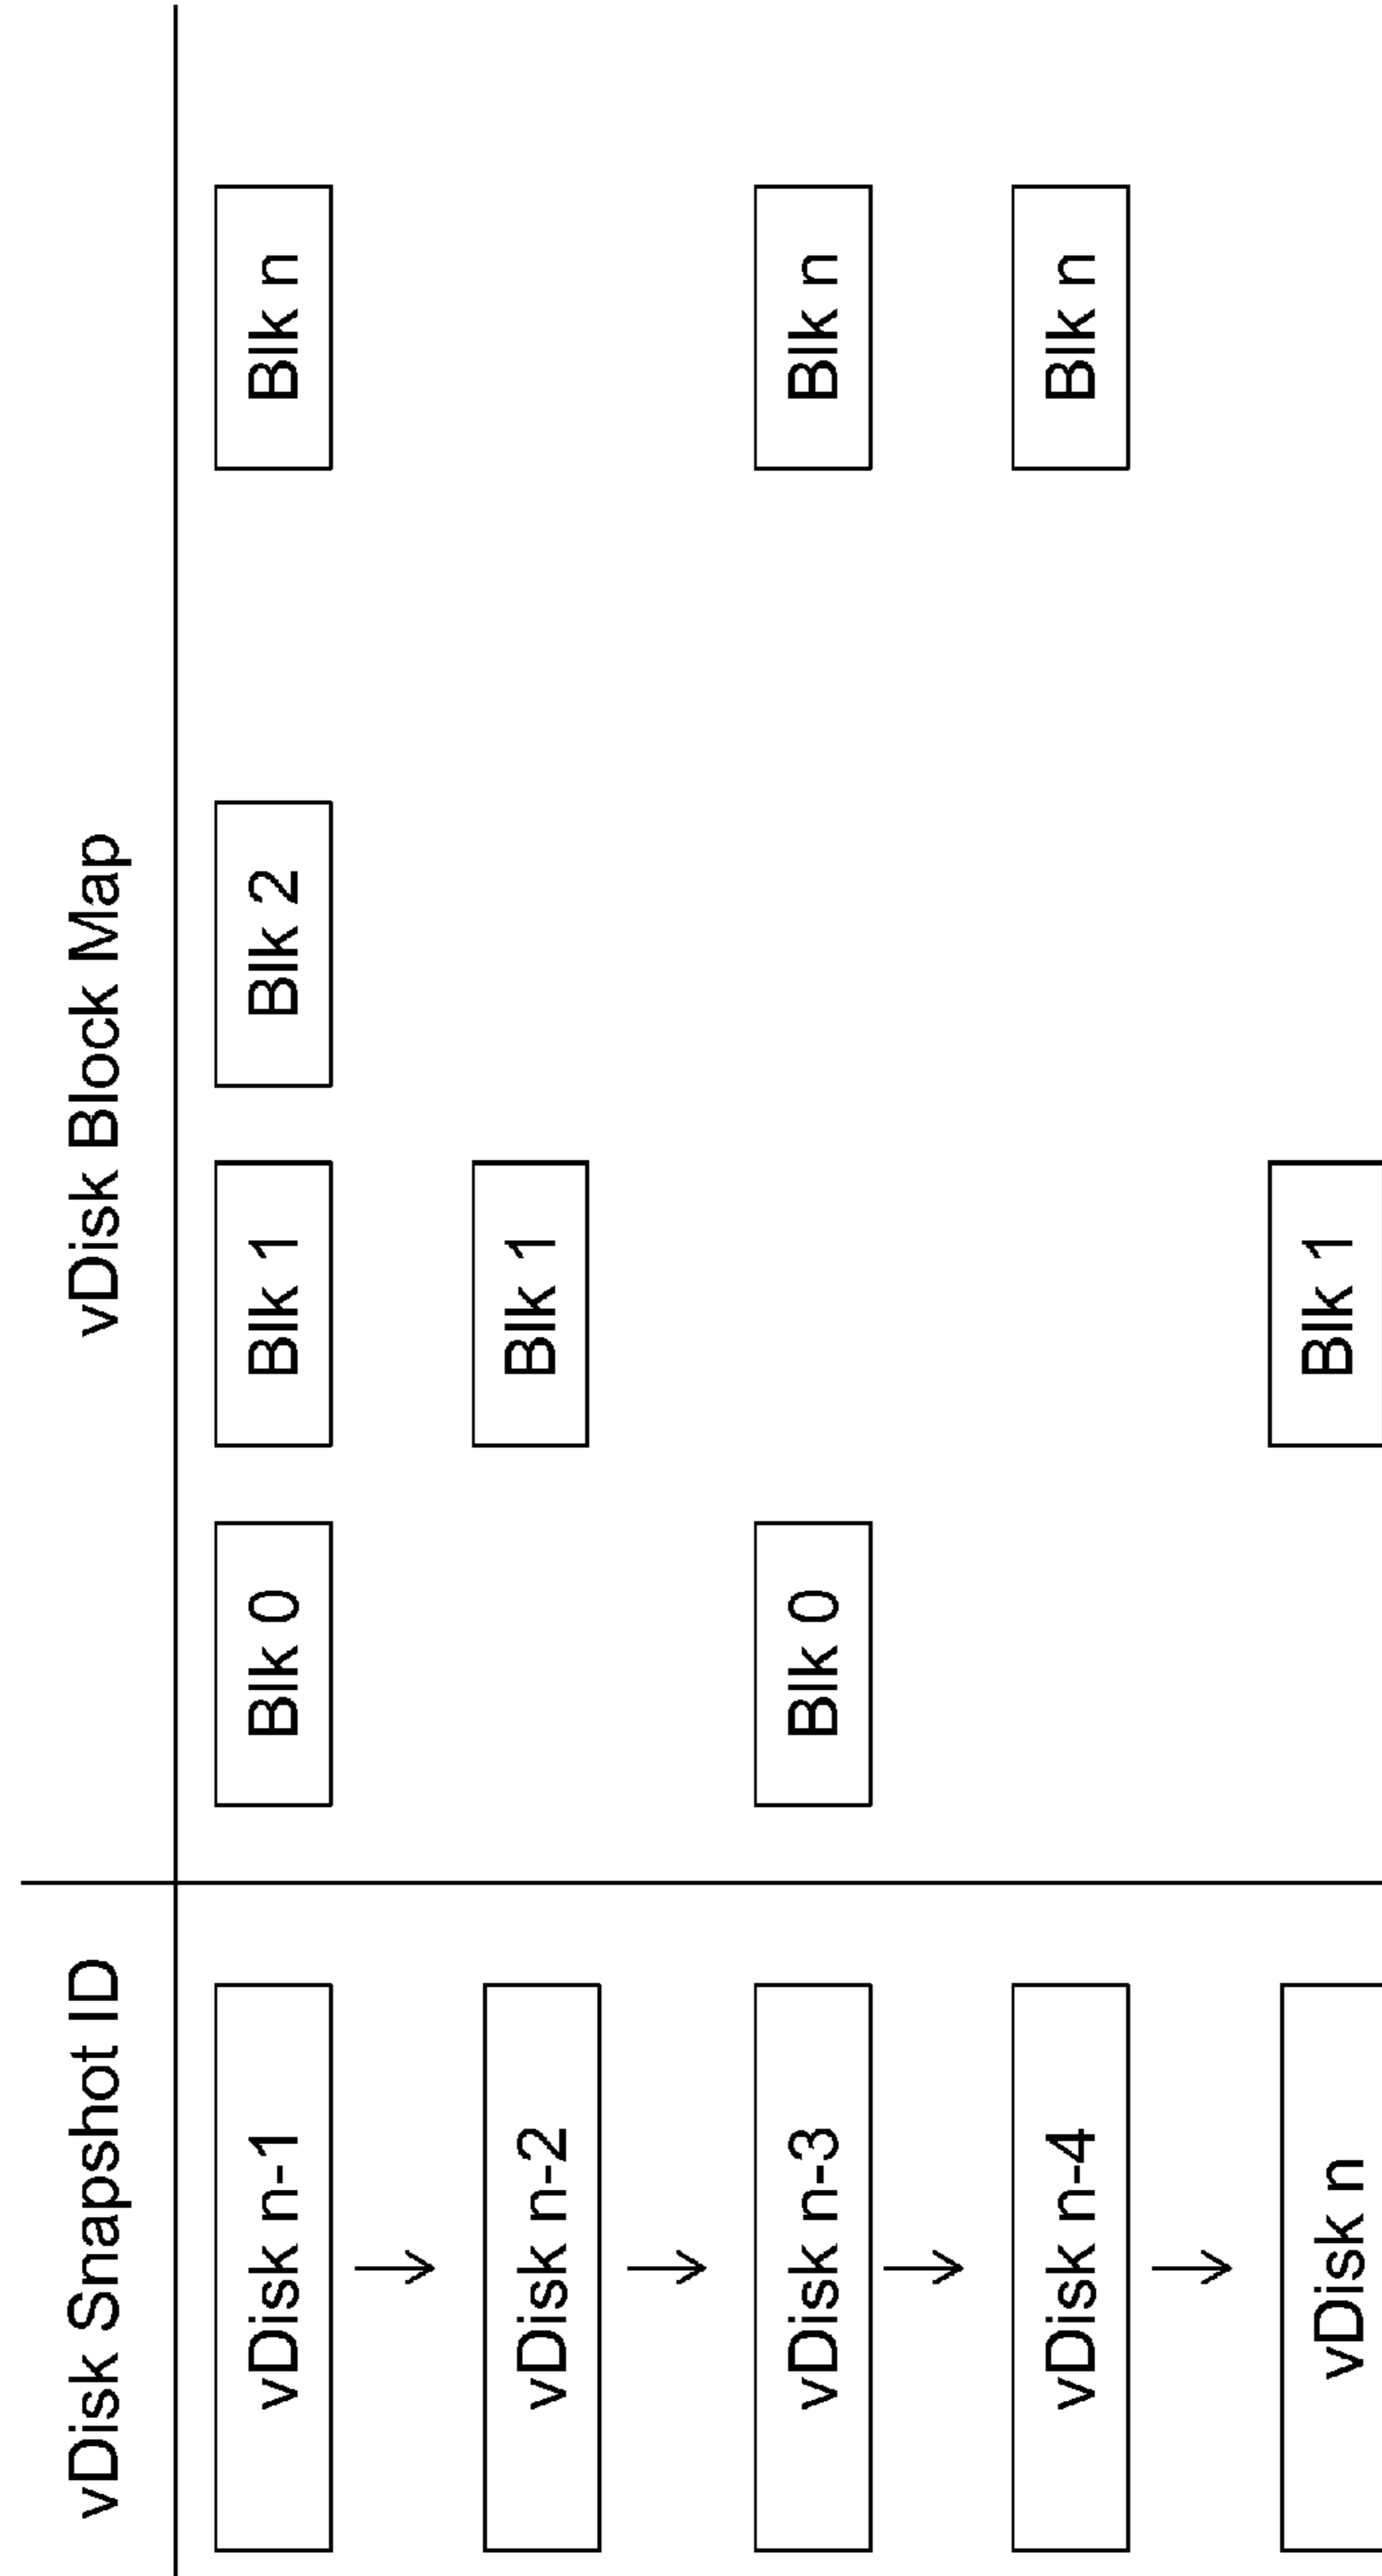 vDisk Snapshot ID
vDisk Block Map
vDisk n-1
Blk 0
Blk 1
Blk 2
Blk n
vDisk n-2
Blk 1
vDisk n-3
Blk 0
Blk n
vDisk n-4
Blk n
vDisk n
Blk 1